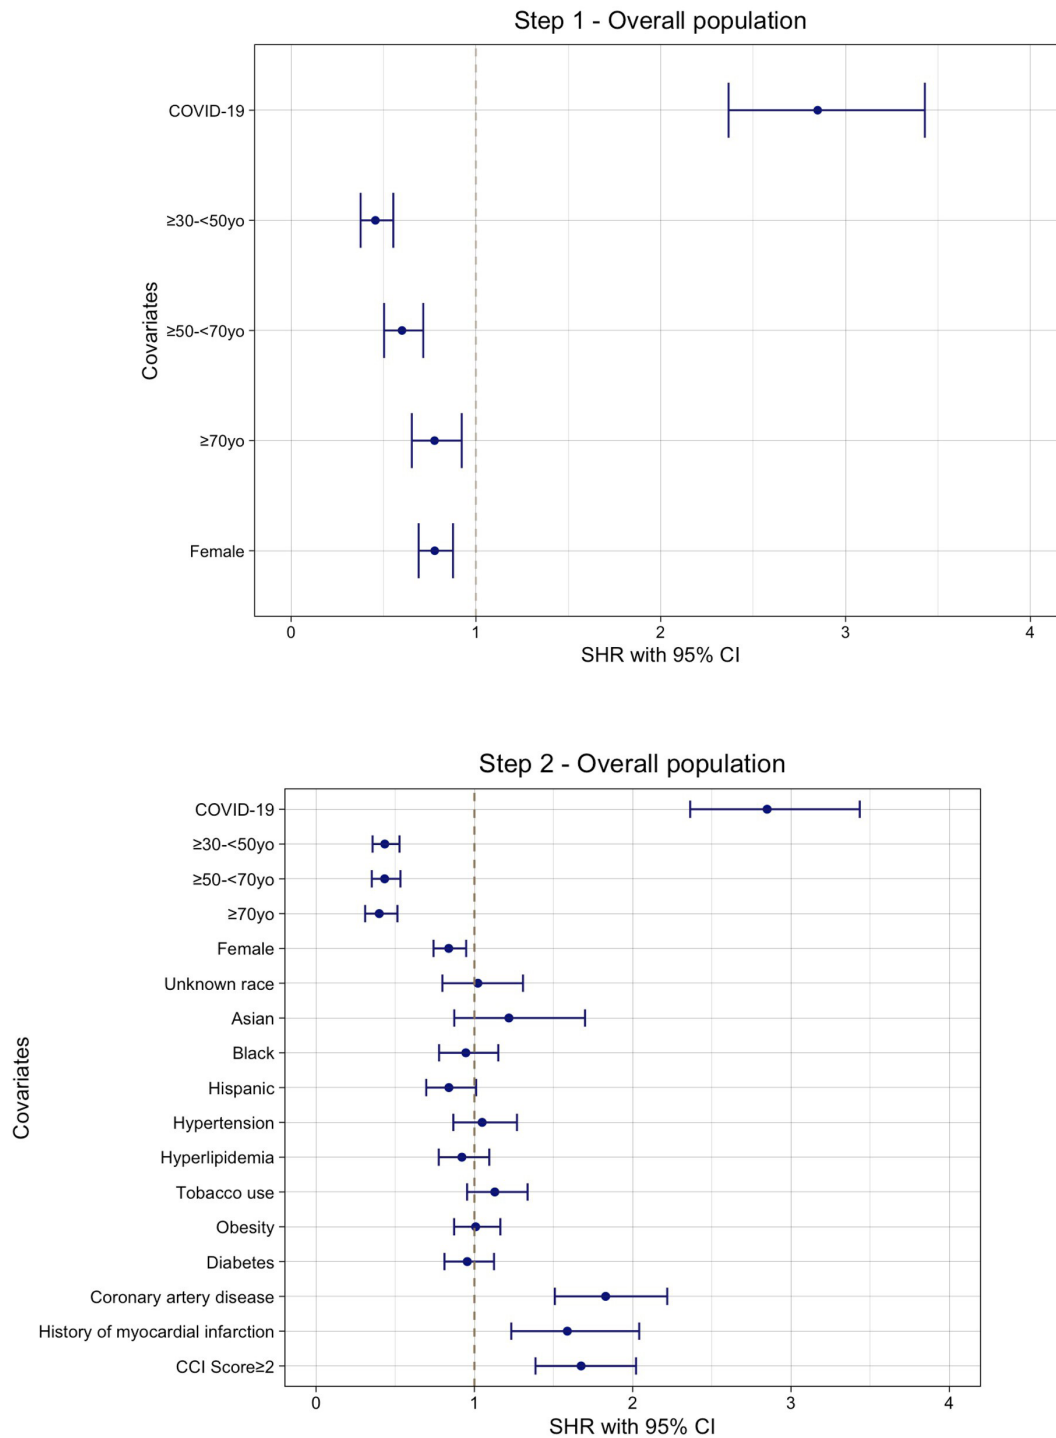 Step 1 - Overall population
Covariates
COVID-19
≥30-<50yo
≥50-<70yo
≥70yo
Female
0 1 2 3 4
SHR with 95% CI
Step 2 - Overall population
Covariates
COVID-19
≥30-<50yo
≥50-<70yo
≥70yo
Female
Unknown race
Asian
Black
Hispanic
Hypertension
Hyperlipidemia
Tobacco use
Obesity
Diabetes
Coronary artery disease
History of myocardial infarction
CCI Score≥2
0 1 2 3 4
SHR with 95% CI